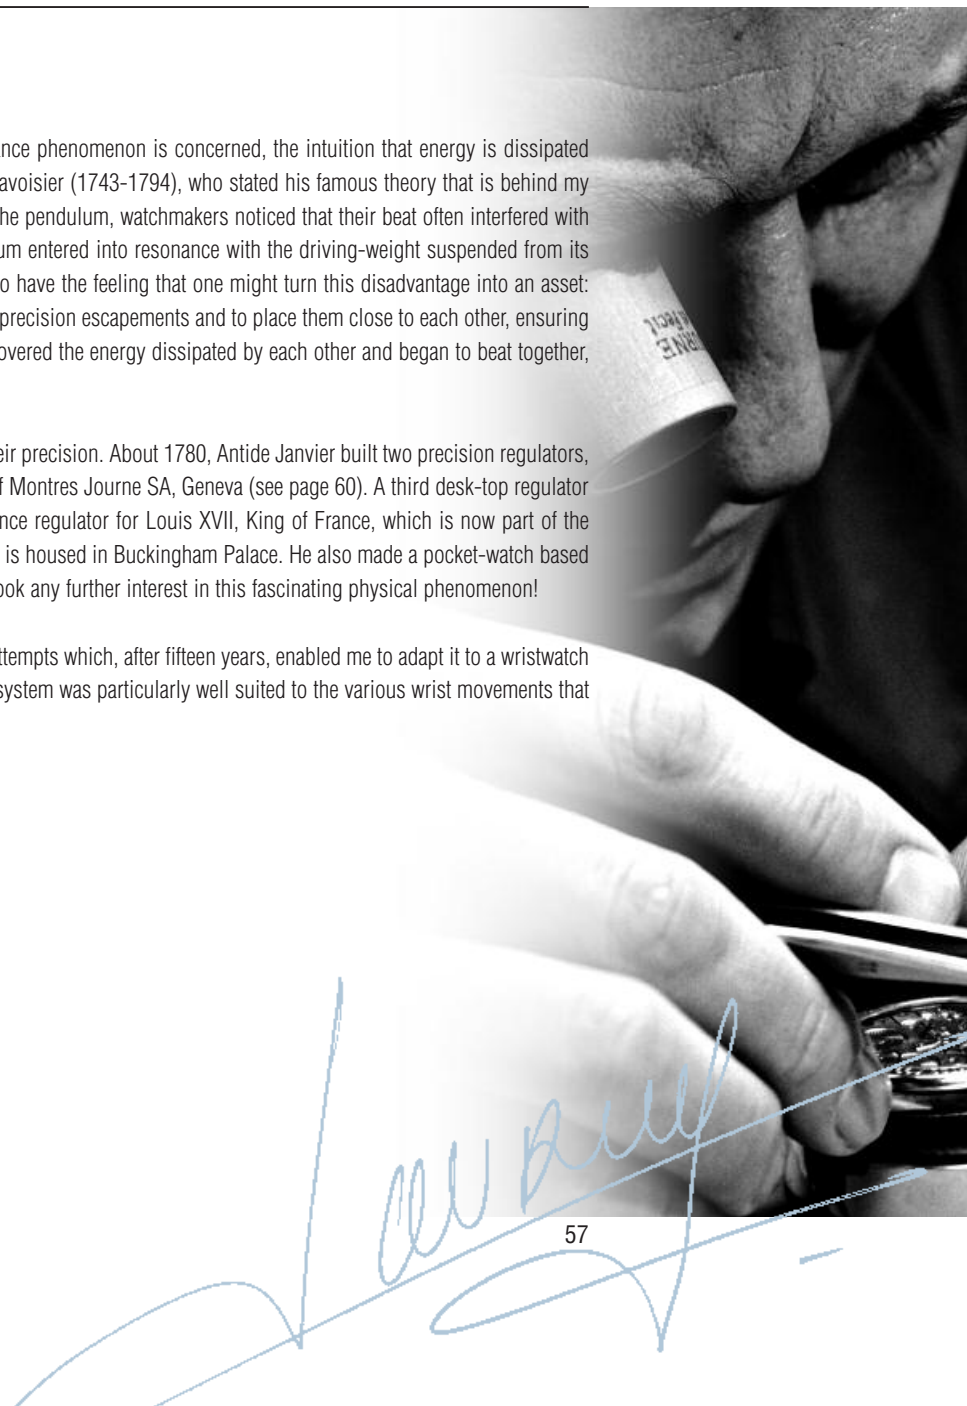 ance phenomenon is concerned, the intuition that energy is dissipated
avoisier (1743-1794), who stated his famous theory that is behind my
he pendulum, watchmakers noticed that their beat often interfered with
um entered into resonance with the driving-weight suspended from its
o have the feeling that one might turn this disadvantage into an asset:
precision escapements and to place them close to each other, ensuring
overed the energy dissipated by each other and began to beat together,
eir precision. About 1780, Antide Janvier built two precision regulators,
f Montres Journe SA, Geneva (see page 60). A third desk-top regulator
nce regulator for Louis XVII, King of France, which is now part of the
is housed in Buckingham Palace. He also made a pocket-watch based
ook any further interest in this fascinating physical phenomenon!
ttempts which, after fifteen years, enabled me to adapt it to a wristwatch
system was particularly well suited to the various wrist movements that
57